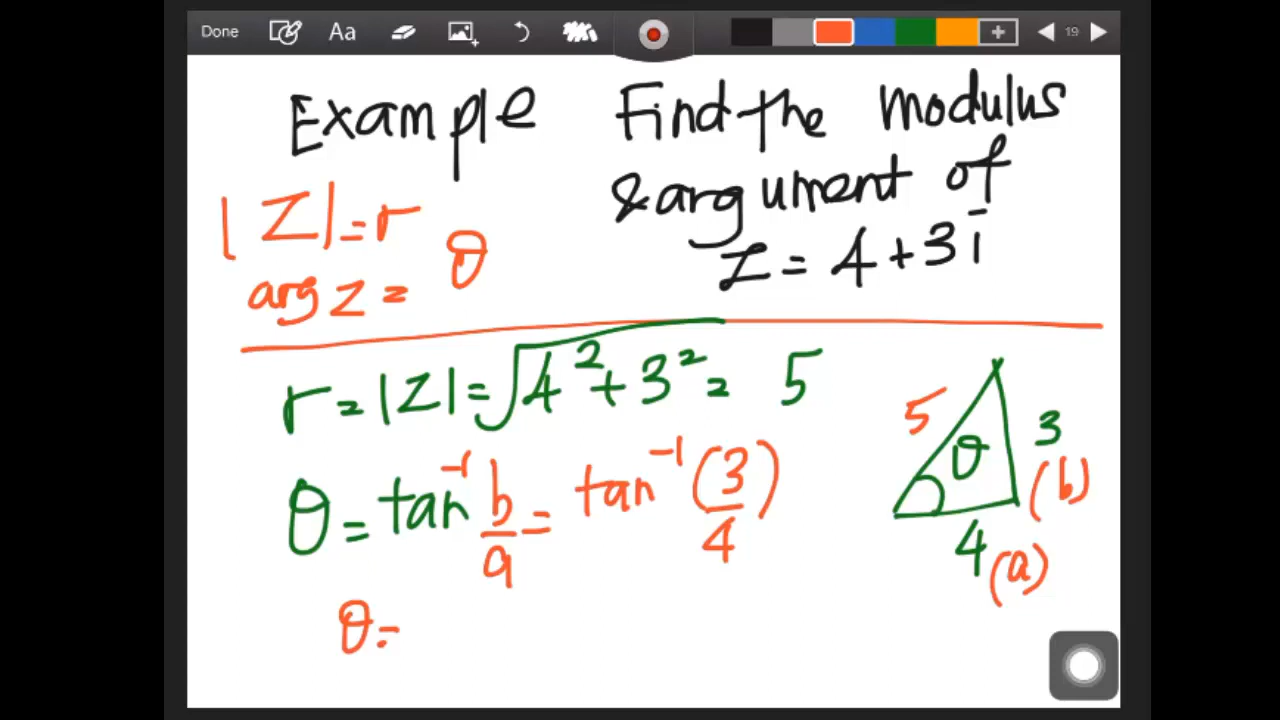 Done Aa 19
Example Find the modulus
& argument of
z = 4 + 3i
|Z| = r
arg z = θ
r = |Z| = √4² + 3² = 5
θ = tan⁻¹ b/a = tan⁻¹ (3/4)
θ =
5
θ
3
(b)
4
(a)